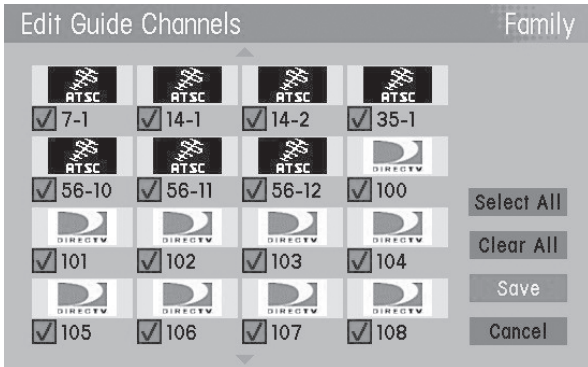 Edit Guide Channels Family
ATSC ATSC ATSC ATSC
7-1 14-1 14-2 35-1
ATSC ATSC ATSC DIRECTV
56-10 56-11 56-12 100
Select All
DIRECTV DIRECTV DIRECTV DIRECTV
101 102 103 104
Clear All
DIRECTV DIRECTV DIRECTV DIRECTV
Save
105 106 107 108
Cancel